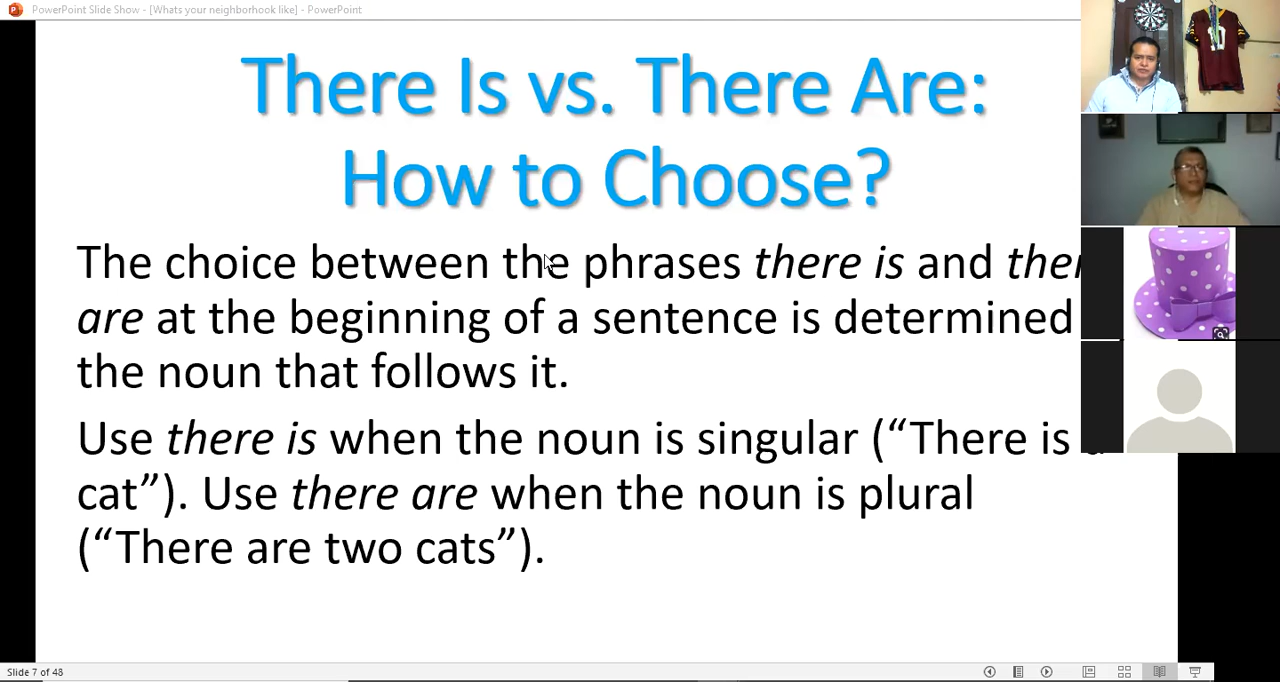 PowerPoint Slide Show - [Whats your neighborhook like] - PowerPoint
There Is vs. There Are:
How to Choose?
The choice between the phrases there is and
are at the beginning of a sentence is determined
the noun that follows it.
Use there is when the noun is singular (“There is
cat”). Use there are when the noun is plural
(“There are two cats”).
10
Slide 7 of 48